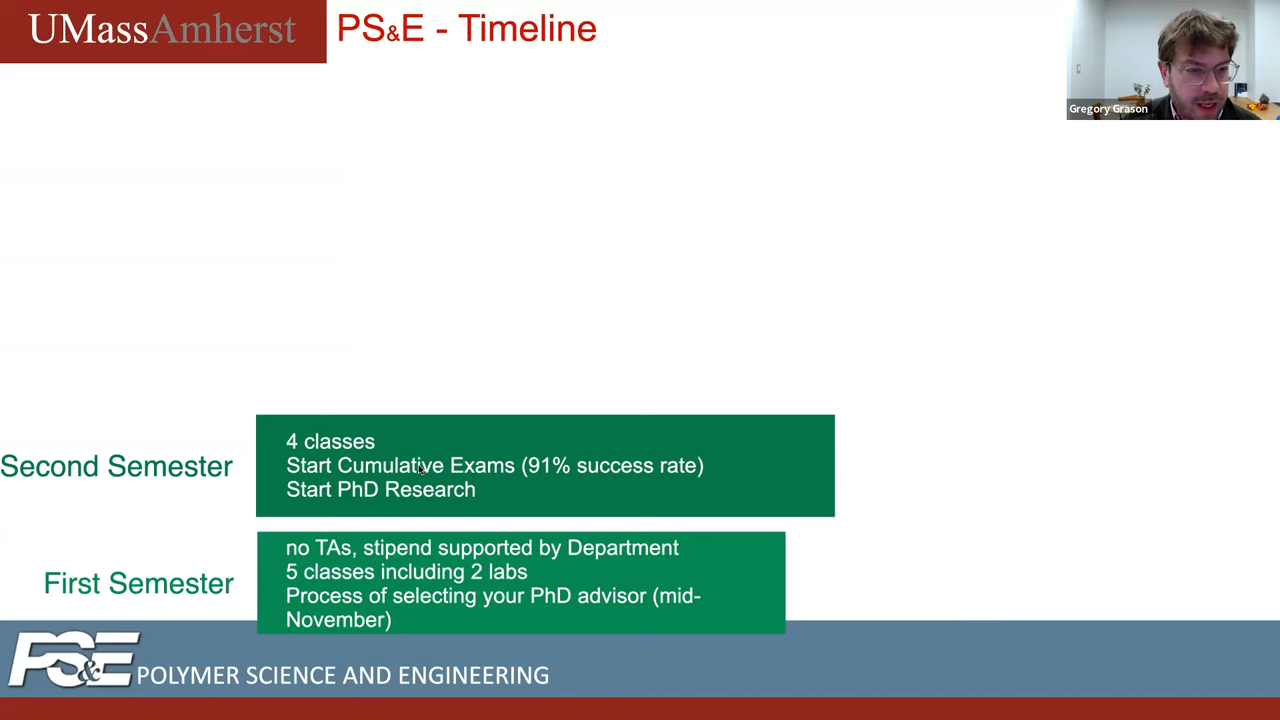 UMassAmherst
PS&E - Timeline
Gregory Grason
Second Semester
4 classes
Start Cumulative Exams (91% success rate)
Start PhD Research
First Semester
no TAs, stipend supported by Department
5 classes including 2 labs
Process of selecting your PhD advisor (mid-
November)
PS&E
POLYMER SCIENCE AND ENGINEERING